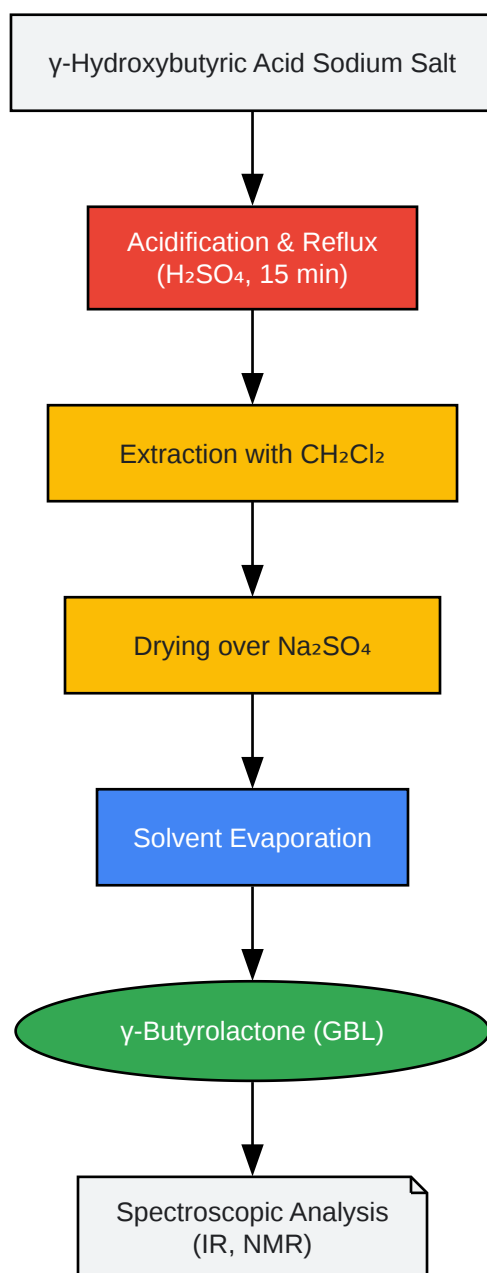 γ-Hydroxybutyric Acid Sodium Salt
Acidification & Reflux
(H₂SO₄, 15 min)
Extraction with CH₂Cl₂
Drying over Na₂SO₄
Solvent Evaporation
γ-Butyrolactone (GBL)
Spectroscopic Analysis
(IR, NMR)